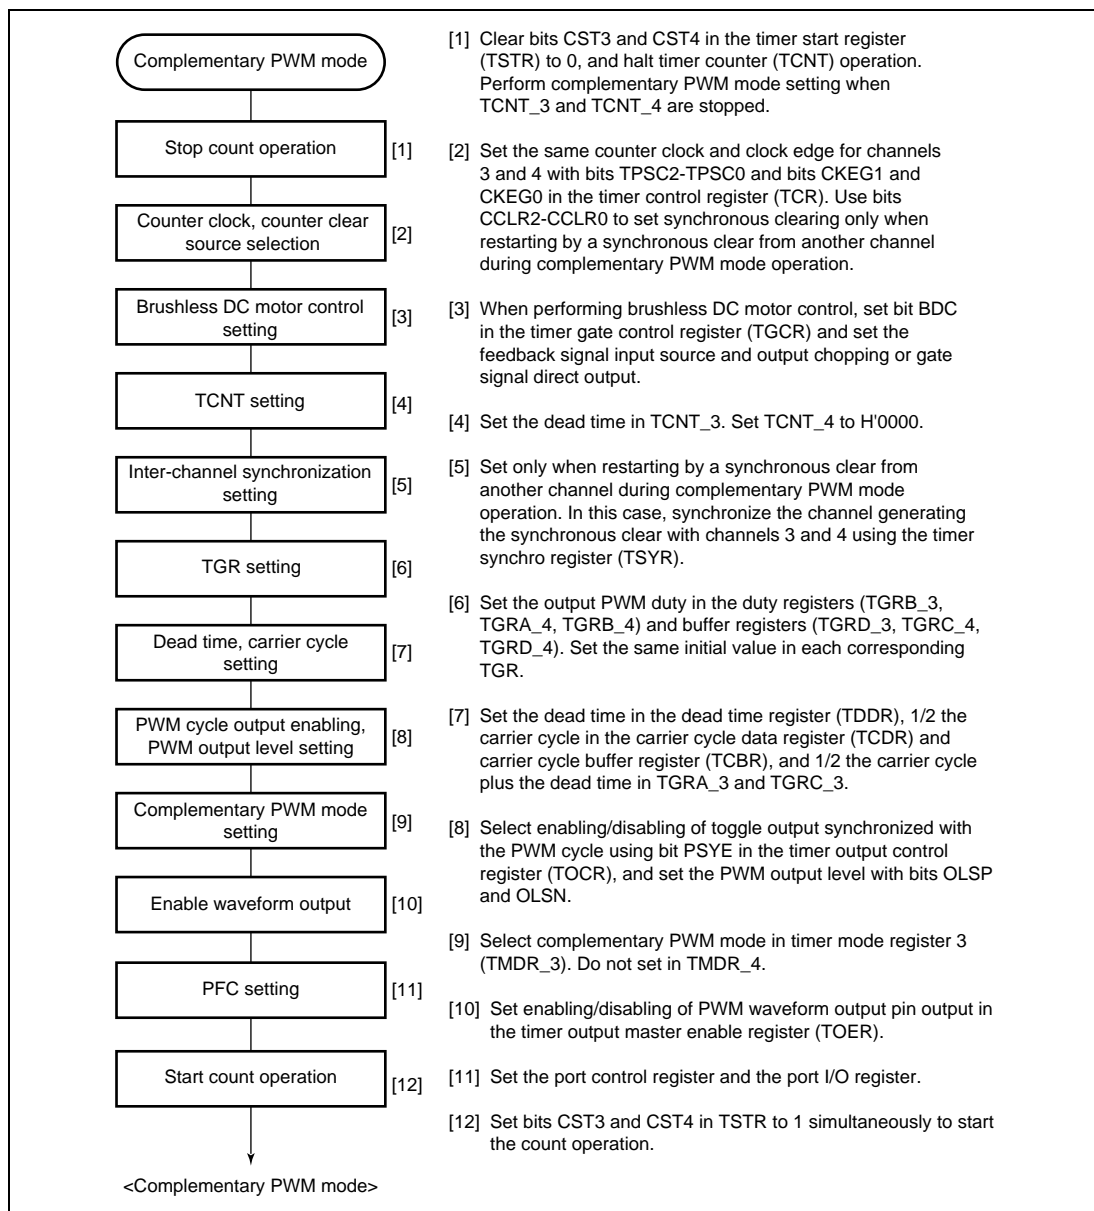 Complementary PWM mode
Stop count operation
[1]
Counter clock, counter clear
source selection
[2]
Brushless DC motor control
setting
[3]
TCNT setting
[4]
Inter-channel synchronization
setting
[5]
TGR setting
[6]
Dead time, carrier cycle
setting
[7]
PWM cycle output enabling,
PWM output level setting
[8]
Complementary PWM mode
setting
[9]
Enable waveform output
[10]
PFC setting
[11]
Start count operation
[12]
<Complementary PWM mode>
[1] Clear bits CST3 and CST4 in the timer start register
(TSTR) to 0, and halt timer counter (TCNT) operation.
Perform complementary PWM mode setting when
TCNT_3 and TCNT_4 are stopped.
[2] Set the same counter clock and clock edge for channels
3 and 4 with bits TPSC2-TPSC0 and bits CKEG1 and
CKEG0 in the timer control register (TCR). Use bits
CCLR2-CCLR0 to set synchronous clearing only when
restarting by a synchronous clear from another channel
during complementary PWM mode operation.
[3] When performing brushless DC motor control, set bit BDC
in the timer gate control register (TGCR) and set the
feedback signal input source and output chopping or gate
signal direct output.
[4] Set the dead time in TCNT_3. Set TCNT_4 to H'0000.
[5] Set only when restarting by a synchronous clear from
another channel during complementary PWM mode
operation. In this case, synchronize the channel generating
the synchronous clear with channels 3 and 4 using the timer
synchro register (TSYR).
[6] Set the output PWM duty in the duty registers (TGRB_3,
TGRA_4, TGRB_4) and buffer registers (TGRD_3, TGRC_4,
TGRD_4). Set the same initial value in each corresponding
TGR.
[7] Set the dead time in the dead time register (TDDR), 1/2 the
carrier cycle in the carrier cycle data register (TCDR) and
carrier cycle buffer register (TCBR), and 1/2 the carrier cycle
plus the dead time in TGRA_3 and TGRC_3.
[8] Select enabling/disabling of toggle output synchronized with
the PWM cycle using bit PSYE in the timer output control
register (TOCR), and set the PWM output level with bits OLSP
and OLSN.
[9] Select complementary PWM mode in timer mode register 3
(TMDR_3). Do not set in TMDR_4.
[10] Set enabling/disabling of PWM waveform output pin output in
the timer output master enable register (TOER).
[11] Set the port control register and the port I/O register.
[12] Set bits CST3 and CST4 in TSTR to 1 simultaneously to start
the count operation.